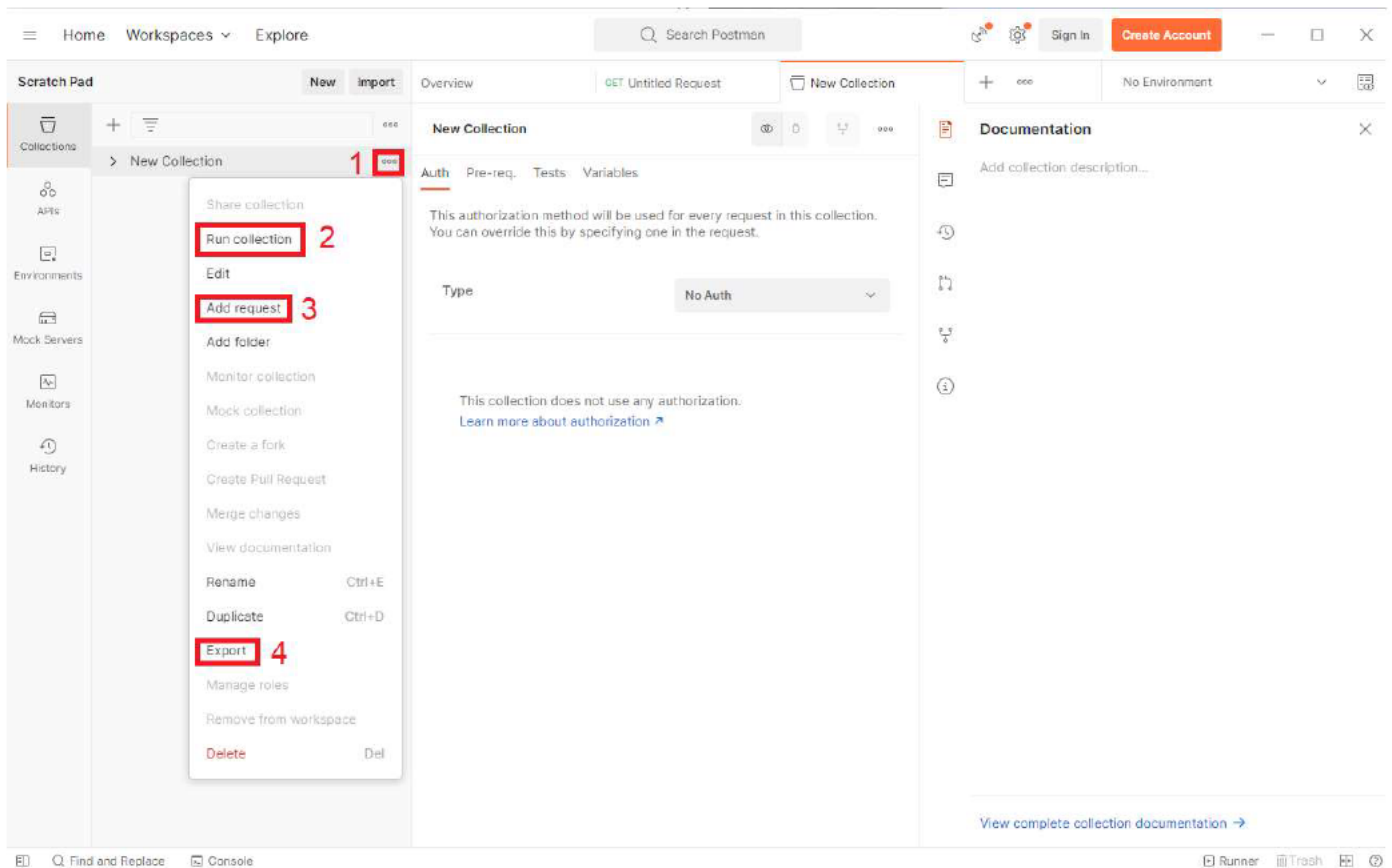 Home Workspaces Explore Search Postman Sign In Create Account
Scratch Pad New Import Overview GET Untitled Request New Collection No Environment
Collections
APIs
Environments
Mock Servers
Monitors
History
New Collection 1
Share collection
Run collection 2
Edit
Add request 3
Add folder
Monitor collection
Mock collection
Create a fork
Create Pull Request
Merge changes
View documentation
Rename Ctrl+E
Duplicate Ctrl+D
Export 4
Manage roles
Remove from workspace
Delete Del
New Collection 0
Auth Pre-req. Tests Variables
This authorization method will be used for every request in this collection.
You can override this by specifying one in the request.
Type No Auth
This collection does not use any authorization.
Learn more about authorization
Documentation
Add collection description...
View complete collection documentation →
Find and Replace Console Runner Trash